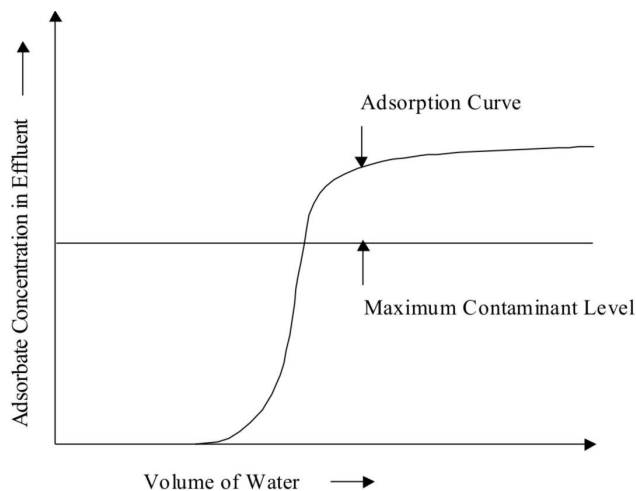 Adsorbate Concentration in Effluent
Adsorption Curve
Maximum Contaminant Level
Volume of Water